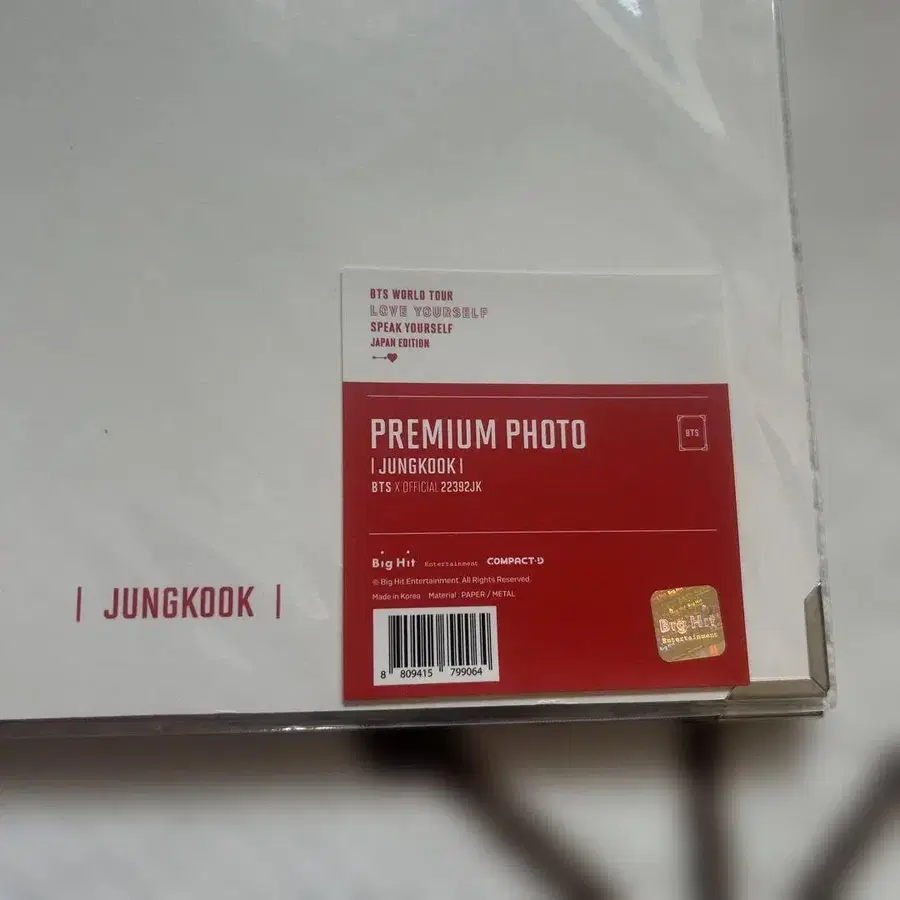 BTS WORLD TOUR
LOVE YOURSELF
SPEAK YOURSELF
JAPAN EDITION
PREMIUM PHOTO
| JUNGKOOK |
BTS X OFFICIAL 22392JK
BTS
Big Hit Entertainment COMPACT·D
© Big Hit Entertainment. All Rights Reserved.
Made in Korea Material : PAPER / METAL
8 809415 799064
Big Hit
Entertainment
| JUNGKOOK |